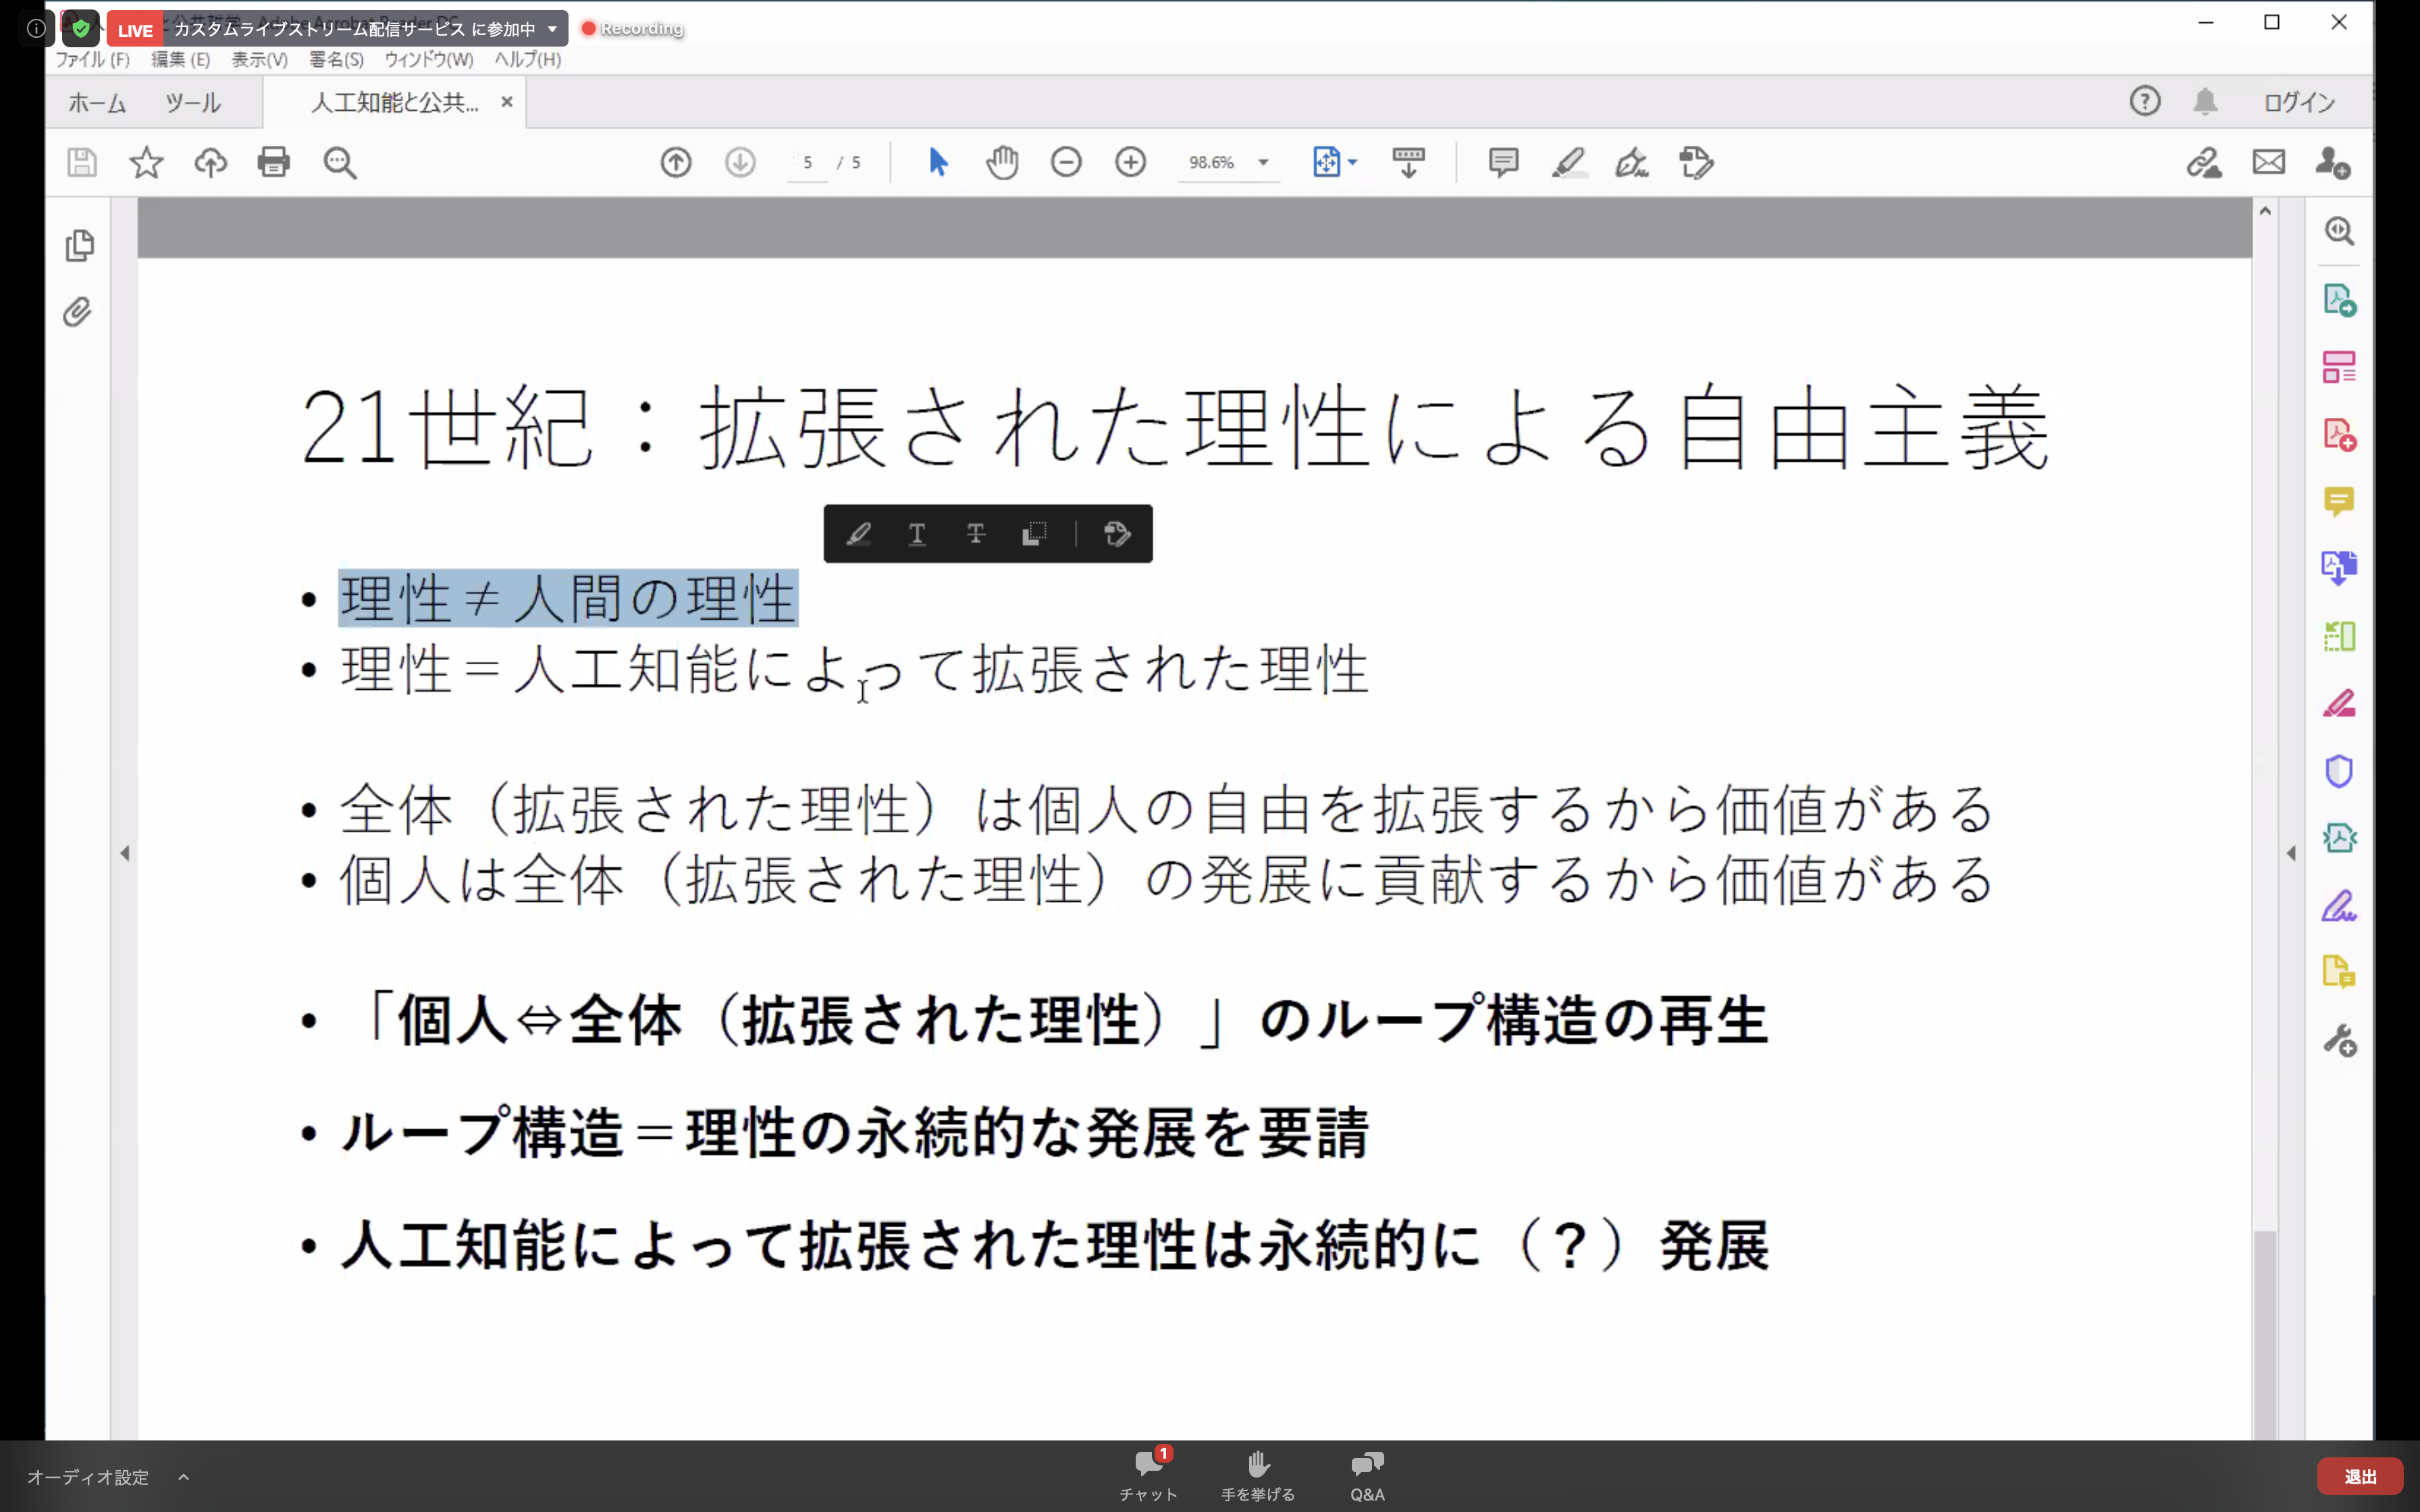 LIVE カスタムライブストリーム配信サービス に参加中 Recording
ファイル(F) 編集(E) 表示(V) 署名(S) ウィンドウ(W) ヘルプ(H)
ホーム ツール 人工知能と公共... × ログイン
5 / 5 98.6%
21世紀：拡張された理性による自由主義
• 理性≠人間の理性
• 理性＝人工知能によって拡張された理性
• 全体（拡張された理性）は個人の自由を拡張するから価値がある
• 個人は全体（拡張された理性）の発展に貢献するから価値がある
• 「個人⇔全体（拡張された理性）」のループ構造の再生
• ループ構造＝理性の永続的な発展を要請
• 人工知能によって拡張された理性は永続的に（？）発展
オーディオ設定 1 チャット 手を挙げる Q&A 退出